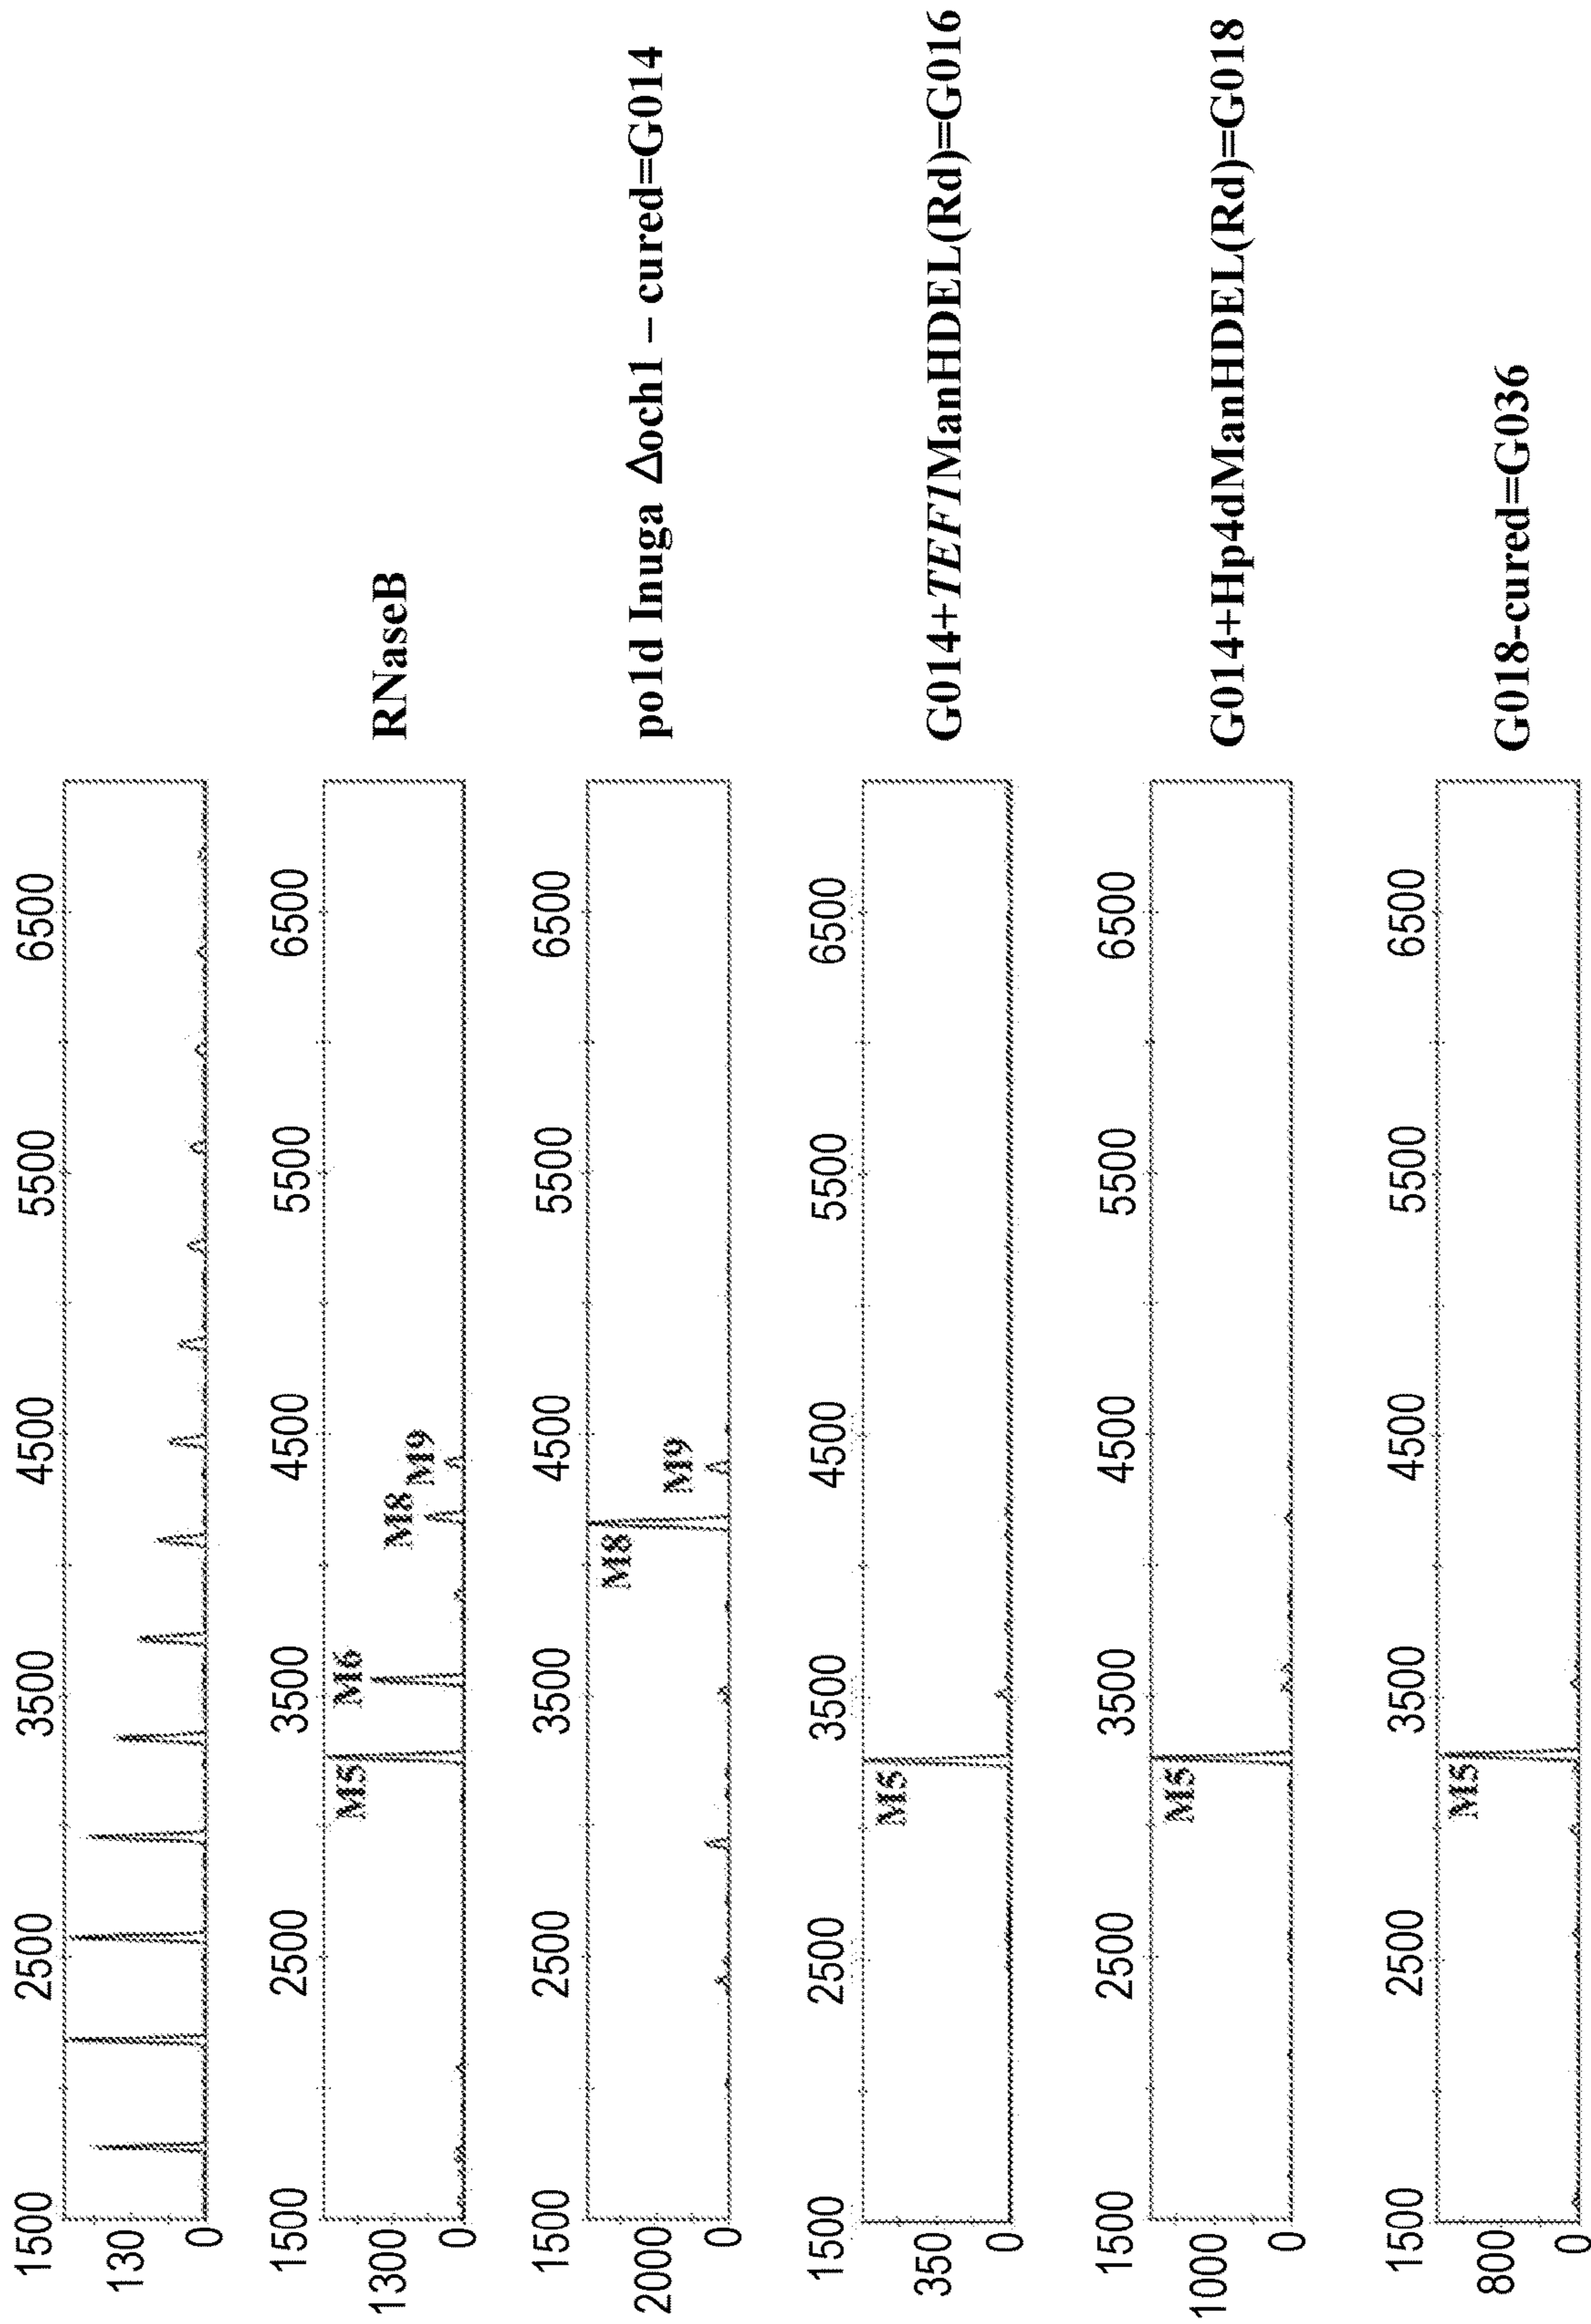 1500 2500 3500 4500 5500 6500
130
0
1500 2500 3500 4500 5500 6500
M5 M6 M8 M9
1300
0
RNaseB
1500 2500 3500 4500 5500 6500
M8 M9
2000
0
po1d Inuga Δoch1 – cured=G014
1500 2500 3500 4500 5500 6500
M5
350
0
G014+TEF1ManHDEL(Rd)=G016
1500 2500 3500 4500 5500 6500
M5
1000
0
G014+Hp4dManHDEL(Rd)=G018
1500 2500 3500 4500 5500 6500
M5
800
0
G018-cured=G036